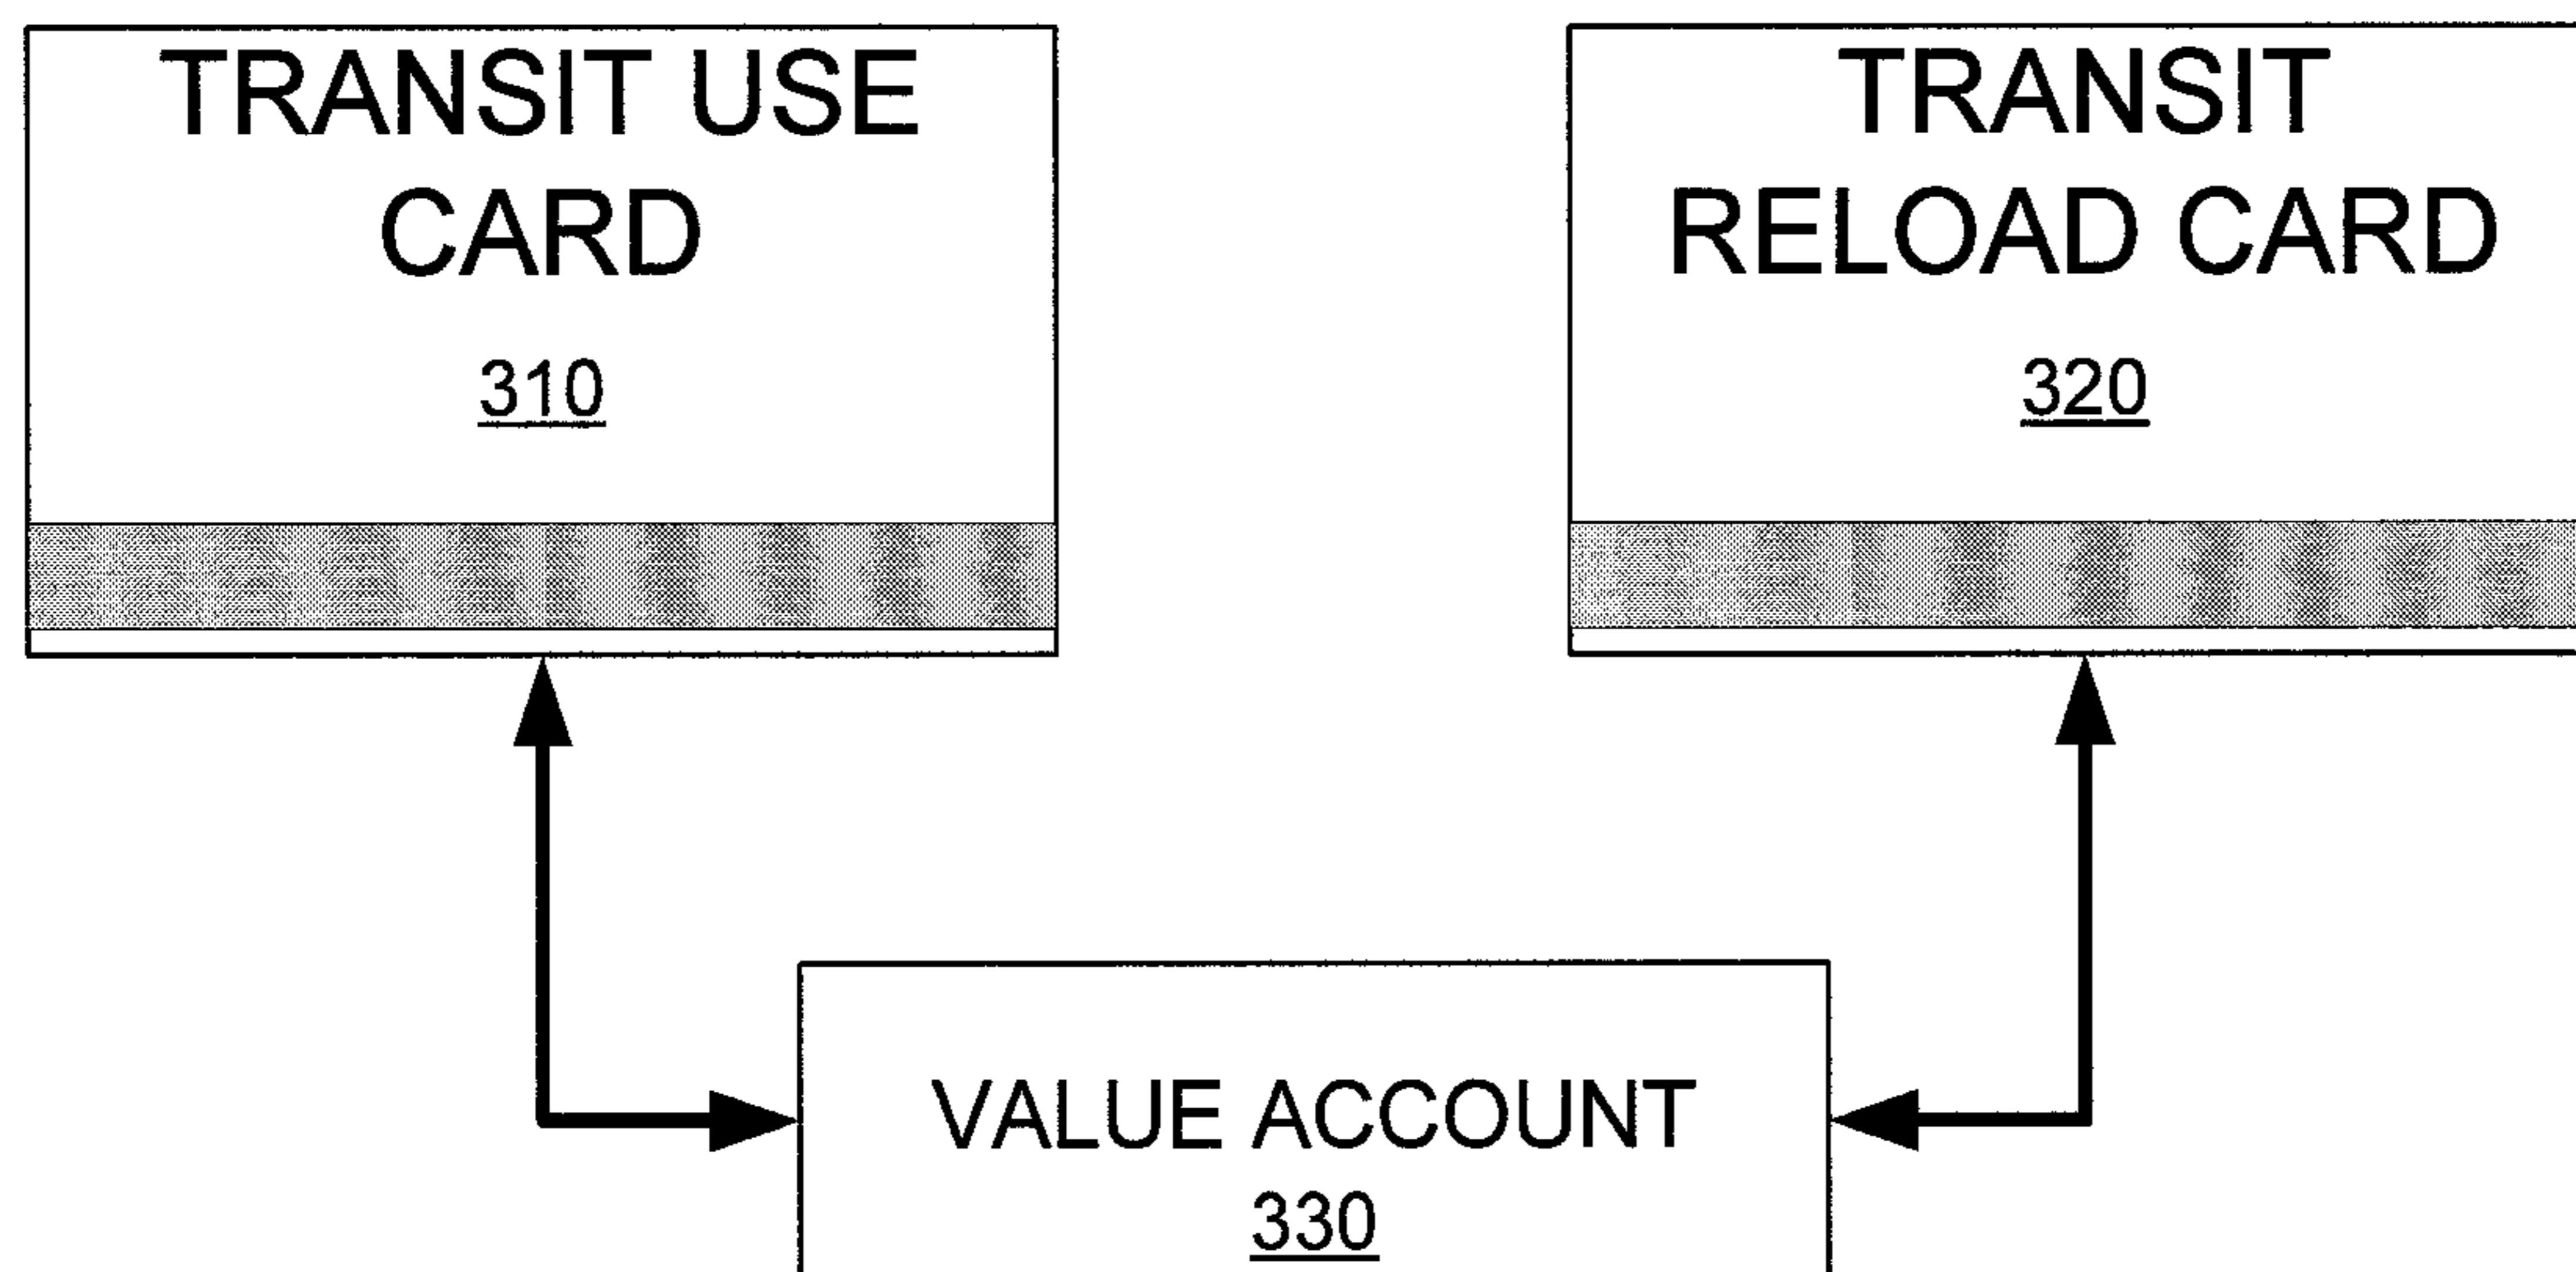 TRANSIT USE
CARD
310
TRANSIT
RELOAD CARD
320
VALUE ACCOUNT
330